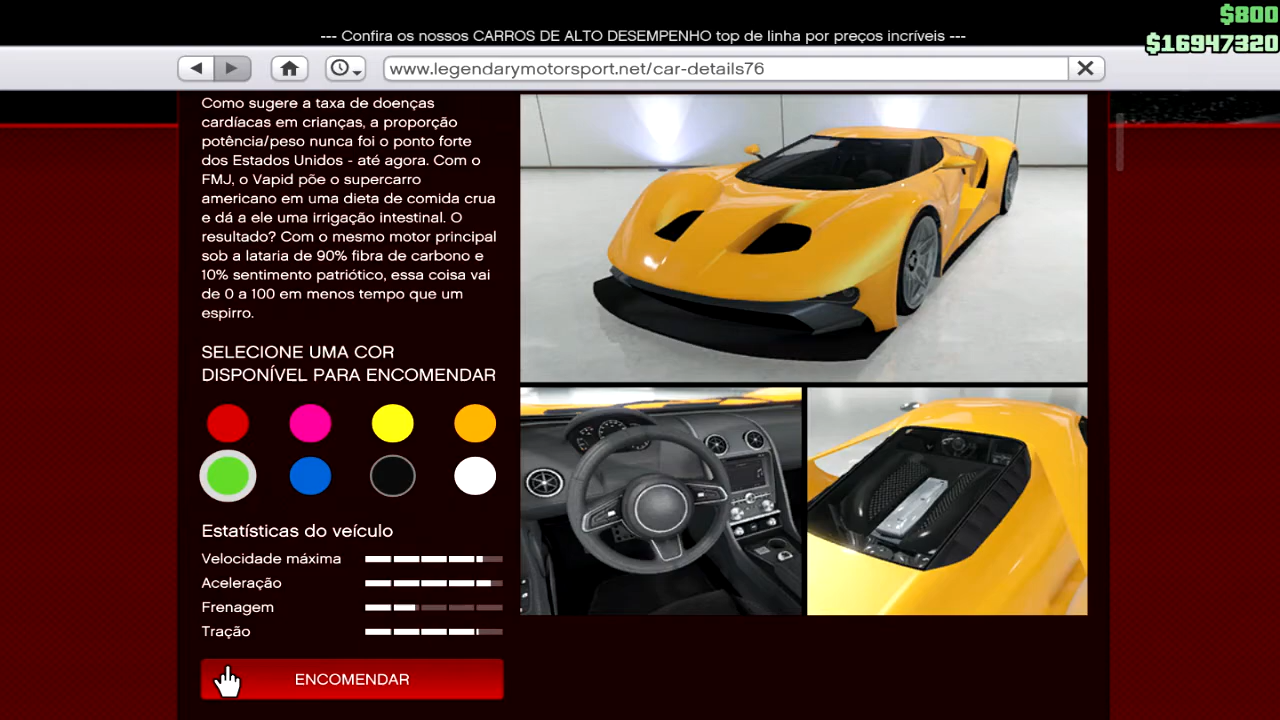 $800
--- Confira os nossos CARROS DE ALTO DESEMPENHO top de linha por preços incríveis ---
$16947320
www.legendarymotorsport.net/car-details76
Como sugere a taxa de doenças
cardíacas em crianças, a proporção
potência/peso nunca foi o ponto forte
dos Estados Unidos - até agora. Com o
FMJ, o Vapid põe o supercarro
americano em uma dieta de comida crua
e dá a ele uma irrigação intestinal. O
resultado? Com o mesmo motor principal
sob a lataria de 90% fibra de carbono e
10% sentimento patriótico, essa coisa vai
de 0 a 100 em menos tempo que um
espirro.
SELECIONE UMA COR
DISPONÍVEL PARA ENCOMENDAR
Estatísticas do veículo
Velocidade máxima
Aceleração
Frenagem
Tração
ENCOMENDAR